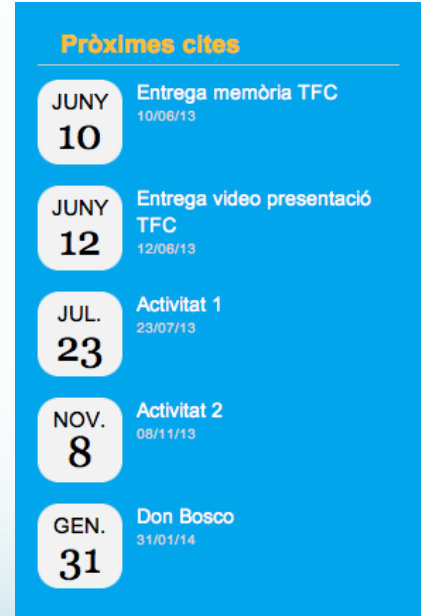 Pròximes cites
JUNY
10
Entrega memòria TFC
10/06/13
JUNY
12
Entrega video presentació
TFC
12/06/13
JUL.
23
Activitat 1
23/07/13
NOV.
8
Activitat 2
08/11/13
GEN.
31
Don Bosco
31/01/14